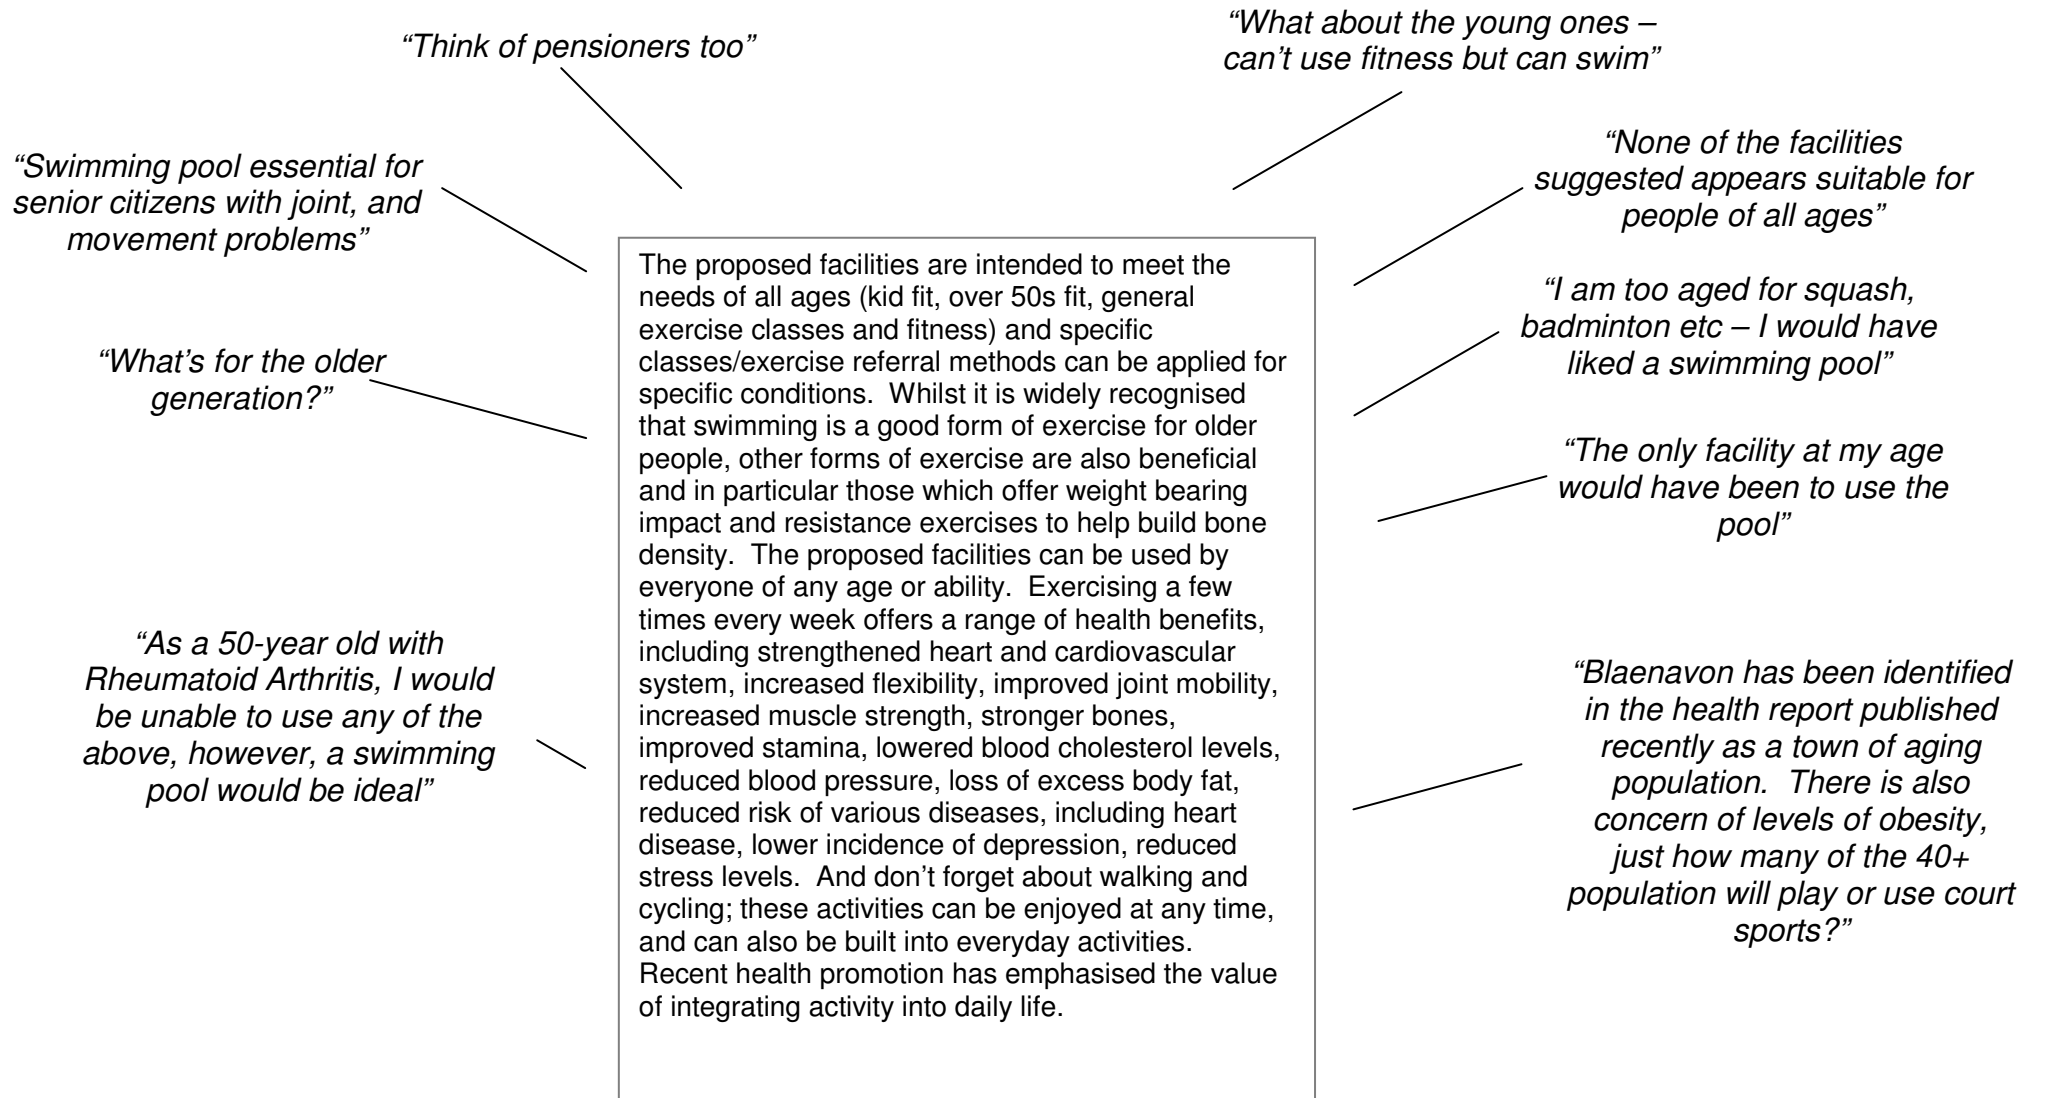 “Think of pensioners too”
“What about the young ones –
can’t use fitness but can swim”
“Swimming pool essential for
senior citizens with joint, and
movement problems”
“None of the facilities
suggested appears suitable for
people of all ages”
“What’s for the older
generation?”
“I am too aged for squash,
badminton etc – I would have
liked a swimming pool”
“The only facility at my age
would have been to use the
pool”
“As a 50-year old with
Rheumatoid Arthritis, I would
be unable to use any of the
above, however, a swimming
pool would be ideal”
“Blaenavon has been identified
in the health report published
recently as a town of aging
population.  There is also
concern of levels of obesity,
just how many of the 40+
population will play or use court
sports?”
The proposed facilities are intended to meet the
needs of all ages (kid fit, over 50s fit, general
exercise classes and fitness) and specific
classes/exercise referral methods can be applied for
specific conditions.  Whilst it is widely recognised
that swimming is a good form of exercise for older
people, other forms of exercise are also beneficial
and in particular those which offer weight bearing
impact and resistance exercises to help build bone
density.  The proposed facilities can be used by
everyone of any age or ability.  Exercising a few
times every week offers a range of health benefits,
including strengthened heart and cardiovascular
system, increased flexibility, improved joint mobility,
increased muscle strength, stronger bones,
improved stamina, lowered blood cholesterol levels,
reduced blood pressure, loss of excess body fat,
reduced risk of various diseases, including heart
disease, lower incidence of depression, reduced
stress levels.  And don’t forget about walking and
cycling; these activities can be enjoyed at any time,
and can also be built into everyday activities.
Recent health promotion has emphasised the value
of integrating activity into daily life.